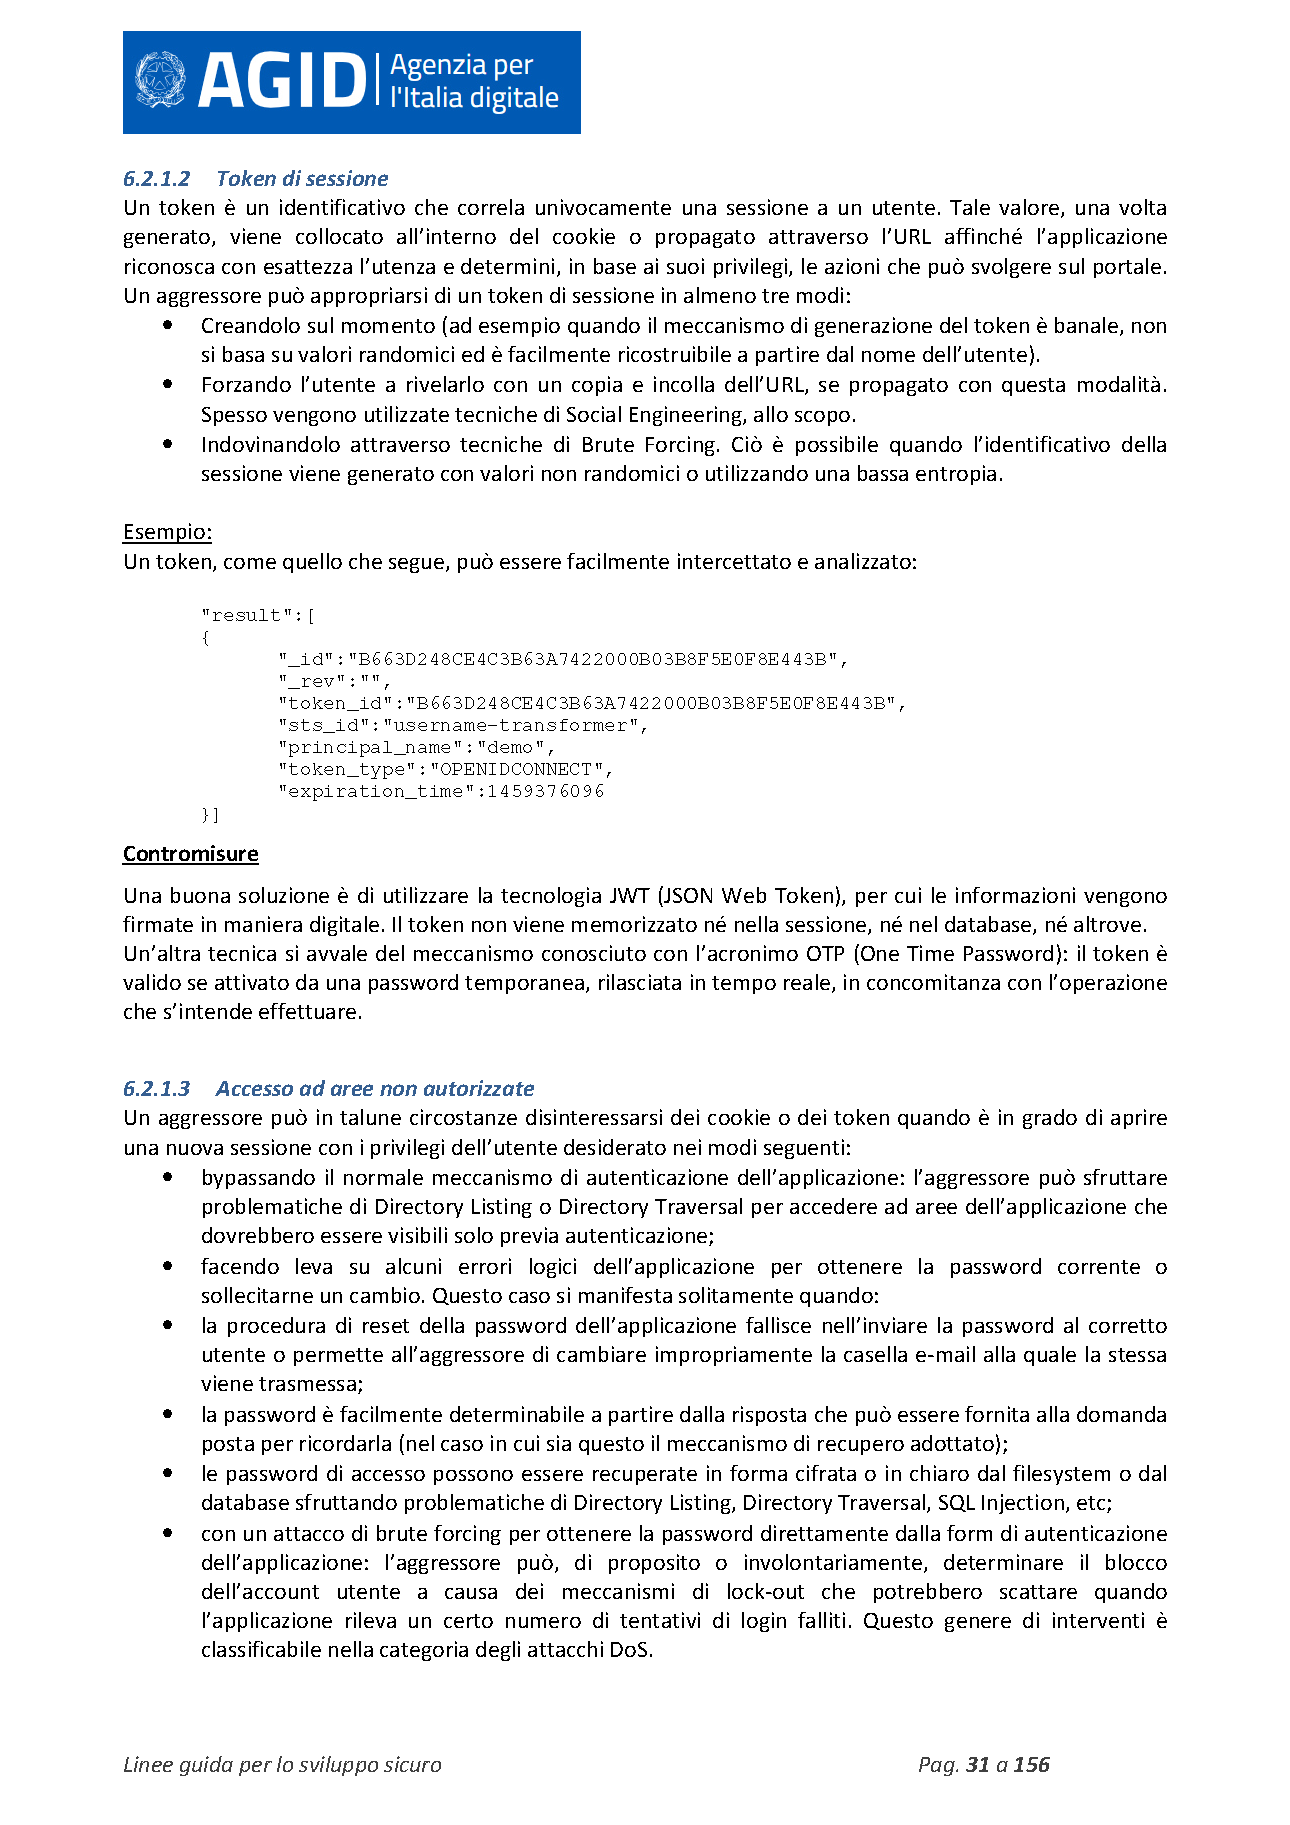 AGID Agenzia per
l'Italia digitale
6.2.1.2 Token di sessione
Un token è un identificativo che correla univocamente una sessione a un utente. Tale valore, una volta
generato, viene collocato all’interno del cookie o propagato attraverso l’URL affinché l’applicazione
riconosca con esattezza l’utenza e determini, in base ai suoi privilegi, le azioni che può svolgere sul portale.
Un aggressore può appropriarsi di un token di sessione in almeno tre modi:
• Creandolo sul momento (ad esempio quando il meccanismo di generazione del token è banale, non
si basa su valori randomici ed è facilmente ricostruibile a partire dal nome dell’utente).
• Forzando l’utente a rivelarlo con un copia e incolla dell’URL, se propagato con questa modalità.
Spesso vengono utilizzate tecniche di Social Engineering, allo scopo.
• Indovinandolo attraverso tecniche di Brute Forcing. Ciò è possibile quando l’identificativo della
sessione viene generato con valori non randomici o utilizzando una bassa entropia.
Esempio:
Un token, come quello che segue, può essere facilmente intercettato e analizzato:
"result":[
{
"_id":"B663D248CE4C3B63A7422000B03B8F5E0F8E443B",
"_rev":"",
"token_id":"B663D248CE4C3B63A7422000B03B8F5E0F8E443B",
"sts_id":"username-transformer",
"principal_name":"demo",
"token_type":"OPENIDCONNECT",
"expiration_time":1459376096
}]
Contromisure
Una buona soluzione è di utilizzare la tecnologia JWT (JSON Web Token), per cui le informazioni vengono
firmate in maniera digitale. Il token non viene memorizzato né nella sessione, né nel database, né altrove.
Un’altra tecnica si avvale del meccanismo conosciuto con l’acronimo OTP (One Time Password): il token è
valido se attivato da una password temporanea, rilasciata in tempo reale, in concomitanza con l’operazione
che s’intende effettuare.
6.2.1.3 Accesso ad aree non autorizzate
Un aggressore può in talune circostanze disinteressarsi dei cookie o dei token quando è in grado di aprire
una nuova sessione con i privilegi dell’utente desiderato nei modi seguenti:
• bypassando il normale meccanismo di autenticazione dell’applicazione: l’aggressore può sfruttare
problematiche di Directory Listing o Directory Traversal per accedere ad aree dell’applicazione che
dovrebbero essere visibili solo previa autenticazione;
• facendo leva su alcuni errori logici dell’applicazione per ottenere la password corrente o
sollecitarne un cambio. Questo caso si manifesta solitamente quando:
• la procedura di reset della password dell’applicazione fallisce nell’inviare la password al corretto
utente o permette all’aggressore di cambiare impropriamente la casella e-mail alla quale la stessa
viene trasmessa;
• la password è facilmente determinabile a partire dalla risposta che può essere fornita alla domanda
posta per ricordarla (nel caso in cui sia questo il meccanismo di recupero adottato);
• le password di accesso possono essere recuperate in forma cifrata o in chiaro dal filesystem o dal
database sfruttando problematiche di Directory Listing, Directory Traversal, SQL Injection, etc;
• con un attacco di brute forcing per ottenere la password direttamente dalla form di autenticazione
dell’applicazione: l’aggressore può, di proposito o involontariamente, determinare il blocco
dell’account utente a causa dei meccanismi di lock-out che potrebbero scattare quando
l’applicazione rileva un certo numero di tentativi di login falliti. Questo genere di interventi è
classificabile nella categoria degli attacchi DoS.
Linee guida per lo sviluppo sicuro Pag. 31 a 156